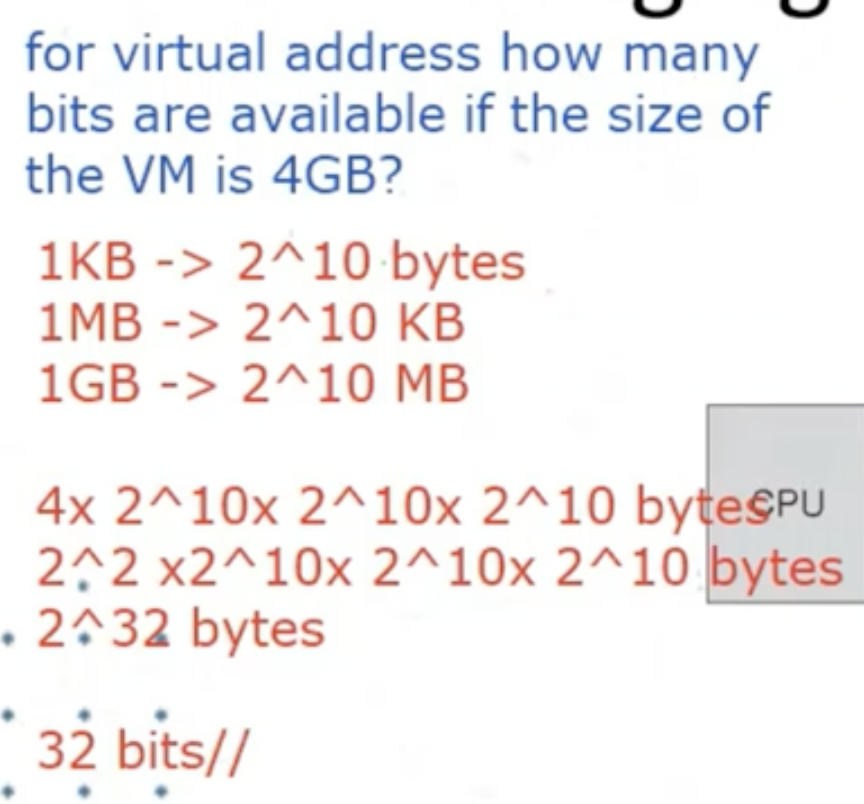 for virtual address how many
bits are available if the size of
the VM is 4GB?
1KB -> 2^10 bytes
1MB -> 2^10 KB
1GB -> 2^10 MB
4x 2^10x 2^10x 2^10 bytes
CPU
2^2 x2^10x 2^10x 2^10 bytes
2^32 bytes
32 bits//